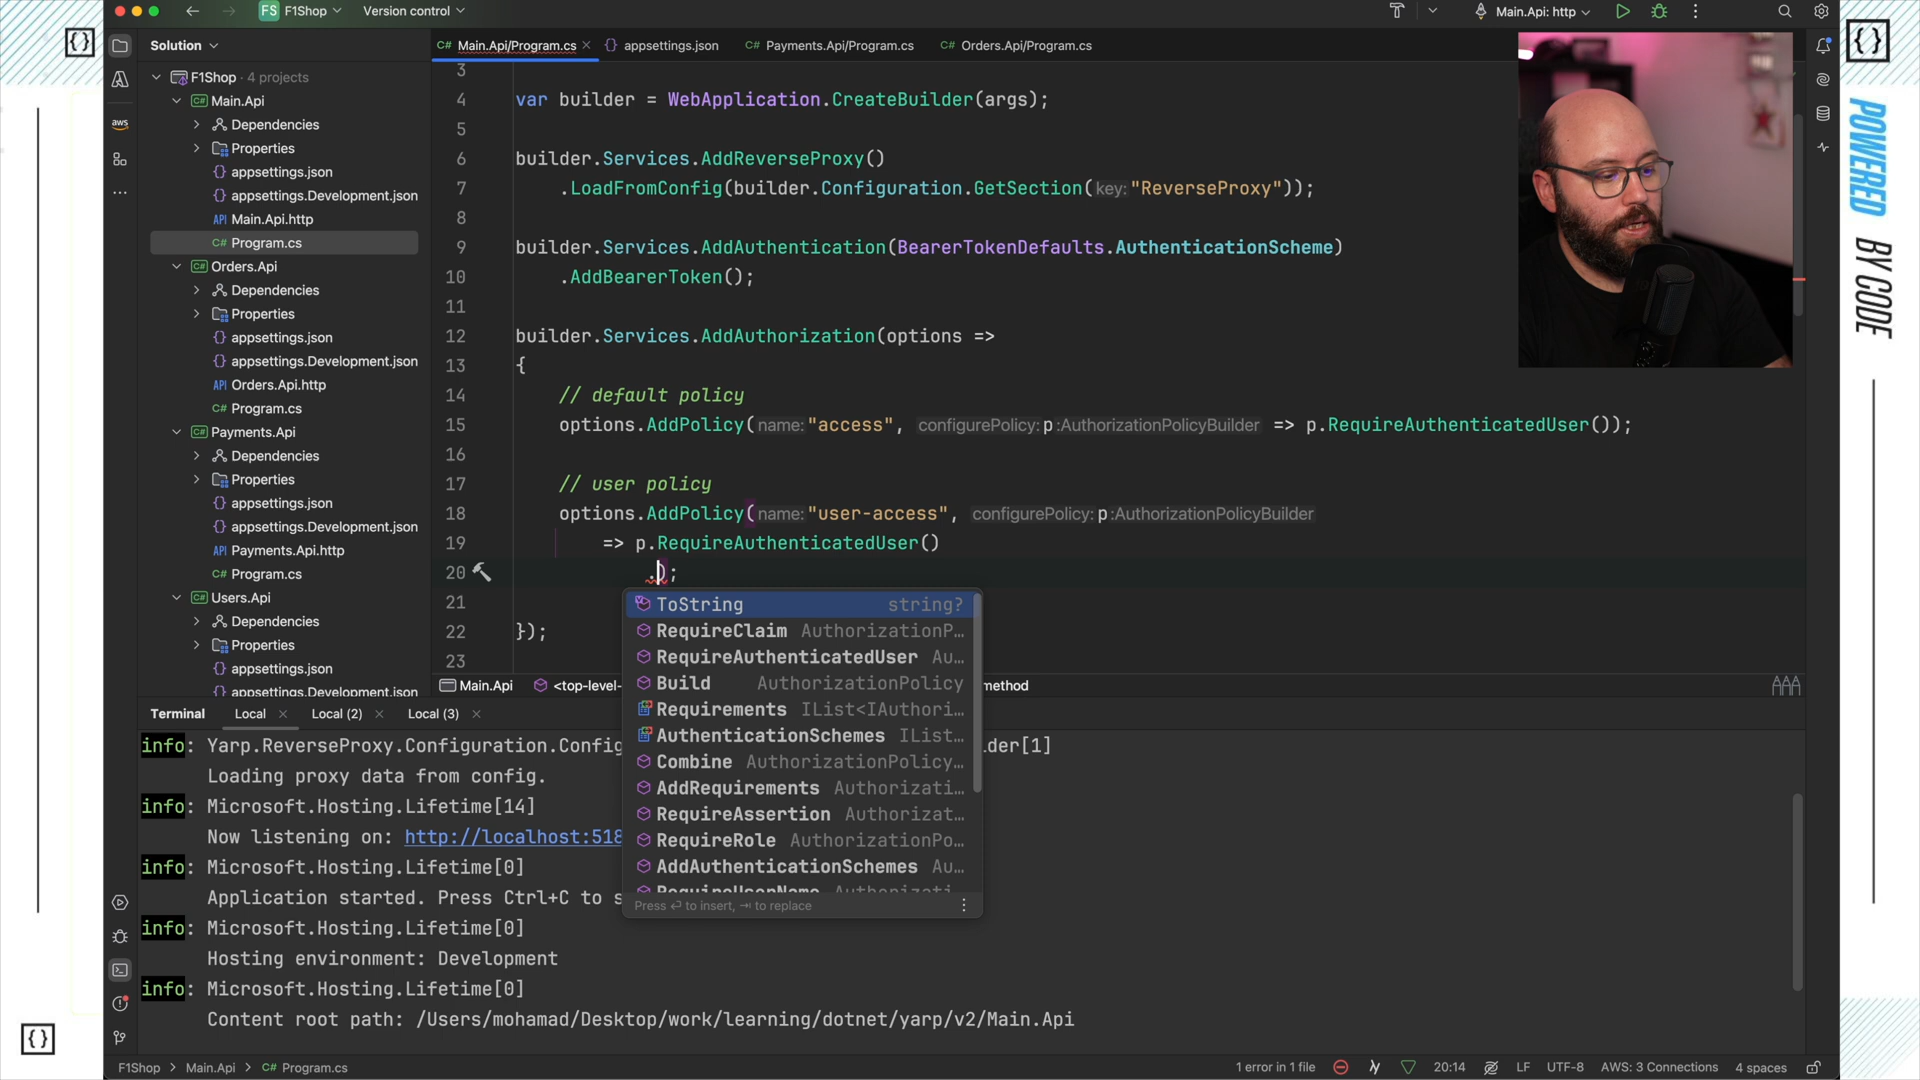 FS F1Shop
Version control
Main.Api: http
Solution
Main.Api/Program.cs
appsettings.json
Payments.Api/Program.cs
Orders.Api/Program.cs
F1Shop · 4 projects
Main.Api
Dependencies
Properties
appsettings.json
appsettings.Development.json
API Main.Api.http
C# Program.cs
Orders.Api
Dependencies
Properties
appsettings.json
appsettings.Development.json
API Orders.Api.http
C# Program.cs
Payments.Api
Dependencies
Properties
appsettings.json
appsettings.Development.json
API Payments.Api.http
C# Program.cs
Users.Api
Dependencies
Properties
appsettings.json
appsettings.Development.json
aws
3
4 var builder = WebApplication.CreateBuilder(args);
5
6 builder.Services.AddReverseProxy()
7 .LoadFromConfig(builder.Configuration.GetSection(key:"ReverseProxy"));
8
9 builder.Services.AddAuthentication(BearerTokenDefaults.AuthenticationScheme)
10 .AddBearerToken();
11
12 builder.Services.AddAuthorization(options =>
13 {
14 // default policy
15 options.AddPolicy(name:"access", configurePolicy:p:AuthorizationPolicyBuilder => p.RequireAuthenticatedUser());
16
17 // user policy
18 options.AddPolicy(name:"user-access", configurePolicy:p:AuthorizationPolicyBuilder
19 => p.RequireAuthenticatedUser()
20 .);
21
22 });
23
ToString string?
RequireClaim AuthorizationP…
RequireAuthenticatedUser Au…
Build AuthorizationPolicy
Requirements IList<IAuthori…
AuthenticationSchemes IList…
Combine AuthorizationPolicy…
AddRequirements Authorizati…
RequireAssertion Authorizat…
RequireRole AuthorizationPo…
AddAuthenticationSchemes Au…
RequireUserName Authorizati…
Press ⏎ to insert, ⇥ to replace
Main.Api
<top-level-
method
Terminal
Local
Local (2)
Local (3)
info: Yarp.ReverseProxy.Configuration.Config
lder[1]
Loading proxy data from config.
info: Microsoft.Hosting.Lifetime[14]
Now listening on: http://localhost:518
info: Microsoft.Hosting.Lifetime[0]
Application started. Press Ctrl+C to s
info: Microsoft.Hosting.Lifetime[0]
Hosting environment: Development
info: Microsoft.Hosting.Lifetime[0]
Content root path: /Users/mohamad/Desktop/work/learning/dotnet/yarp/v2/Main.Api
F1Shop > Main.Api > C# Program.cs
1 error in 1 file
20:14
LF
UTF-8
AWS: 3 Connections
4 spaces
{}
POWERED BY CODE
{}
{}